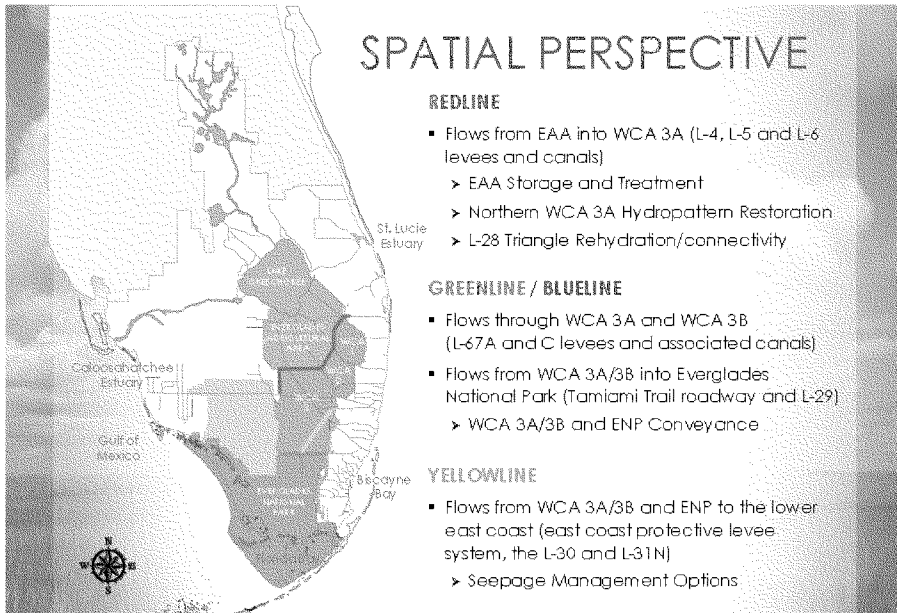 SPATIAL PERSPECTIVE
REDLINE
▪ Flows from EAA into WCA 3A (L-4, L-5 and L-6
levees and canals)
➤ EAA Storage and Treatment
➤ Northern WCA 3A Hydropattern Restoration
➤ L-28 Triangle Rehydration/connectivity
GREENLINE / BLUELINE
▪ Flows through WCA 3A and WCA 3B
(L-67A and C levees and associated canals)
▪ Flows from WCA 3A/3B into Everglades
National Park (Tamiami Trail roadway and L-29)
➤ WCA 3A/3B and ENP Conveyance
YELLOWLINE
▪ Flows from WCA 3A/3B and ENP to the lower
east coast (east coast protective levee
system, the L-30 and L-31N)
➤ Seepage Management Options
St. Lucie
Estuary
LAKE
Caloosahatchee
Estuary
Gulf of
Mexico
EVERGLADES
NATIONAL
PARK
Biscayne
Bay
N
W E
S